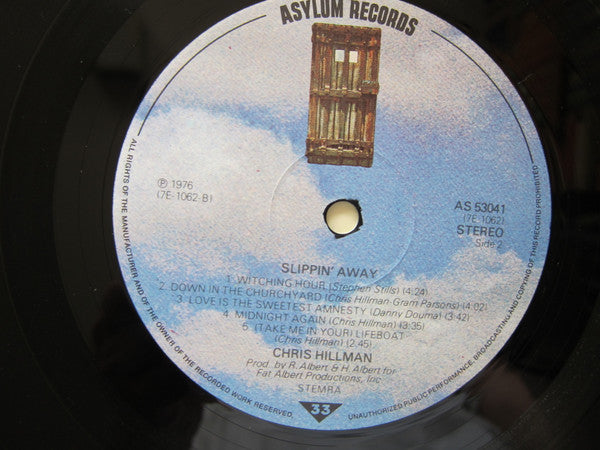 ASYLUM RECORDS
℗ 1976
(7E-1062-B)
AS 53041
(7E-1062)
STEREO
Side 2
SLIPPIN' AWAY
1. WITCHING HOUR (Stephen Stills) (4:24)
2. DOWN IN THE CHURCHYARD (Chris Hillman-Gram Parsons) (4:02)
3. LOVE IS THE SWEETEST AMNESTY (Danny Douma) (3:42)
4. MIDNIGHT AGAIN (Chris Hillman) (3:35)
5. (TAKE ME IN YOUR) LIFEBOAT
(Chris Hillman) (2:45)
CHRIS HILLMAN
Prod. by R. Albert & H. Albert for
Fat Albert Productions, Inc
STEMRA
33
ALL RIGHTS OF THE MANUFACTURER AND OF THE OWNER OF THE RECORDED WORK RESERVED. UNAUTHORIZED PUBLIC PERFORMANCE, BROADCASTING AND COPYING OF THIS RECORD PROHIBITED